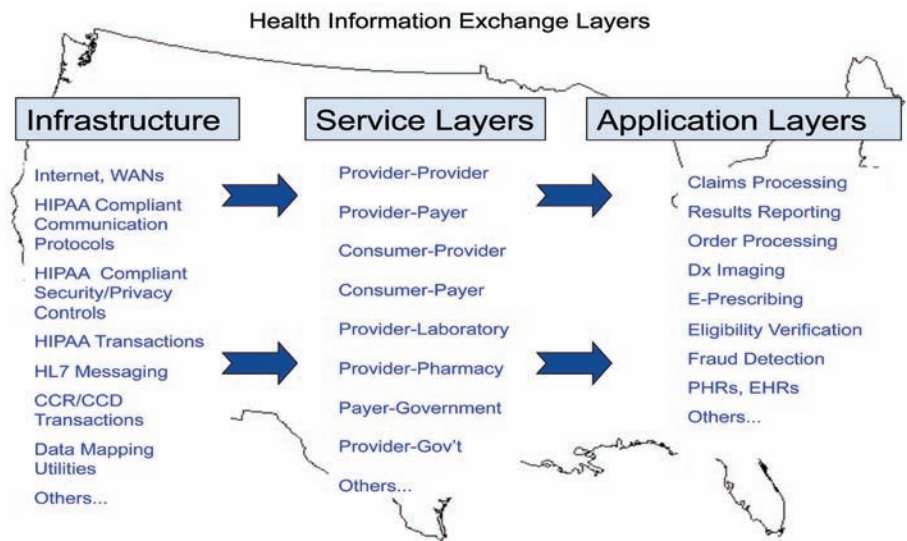 Health Information Exchange Layers
Infrastructure
Internet, WANs
HIPAA Compliant
Communication
Protocols
HIPAA Compliant
Security/Privacy
Controls
HIPAA Transactions
HL7 Messaging
CCR/CCD
Transactions
Data Mapping
Utilities
Others...
Service Layers
Provider-Provider
Provider-Payer
Consumer-Provider
Consumer-Payer
Provider-Laboratory
Provider-Pharmacy
Payer-Government
Provider-Gov't
Others...
Application Layers
Claims Processing
Results Reporting
Order Processing
Dx Imaging
E-Prescribing
Eligibility Verification
Fraud Detection
PHRs, EHRs
Others...